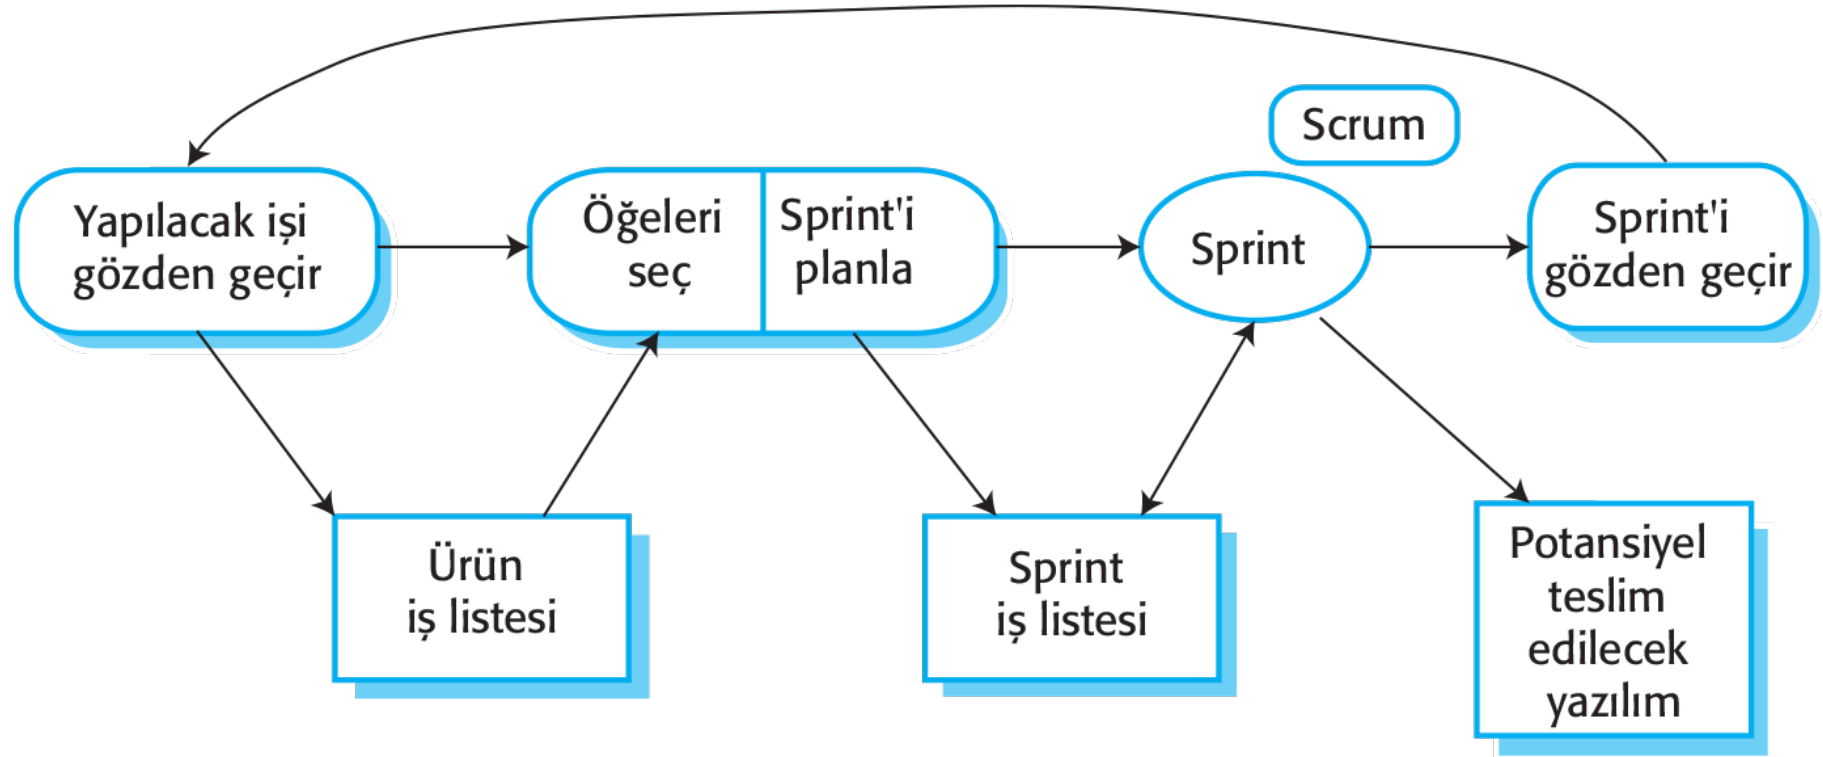 Scrum
Yapılacak işi
gözden geçir
Öğeleri
seç
Sprint'i
planla
Sprint
Sprint'i
gözden geçir
Ürün
iş listesi
Sprint
iş listesi
Potansiyel
teslim
edilecek
yazılım